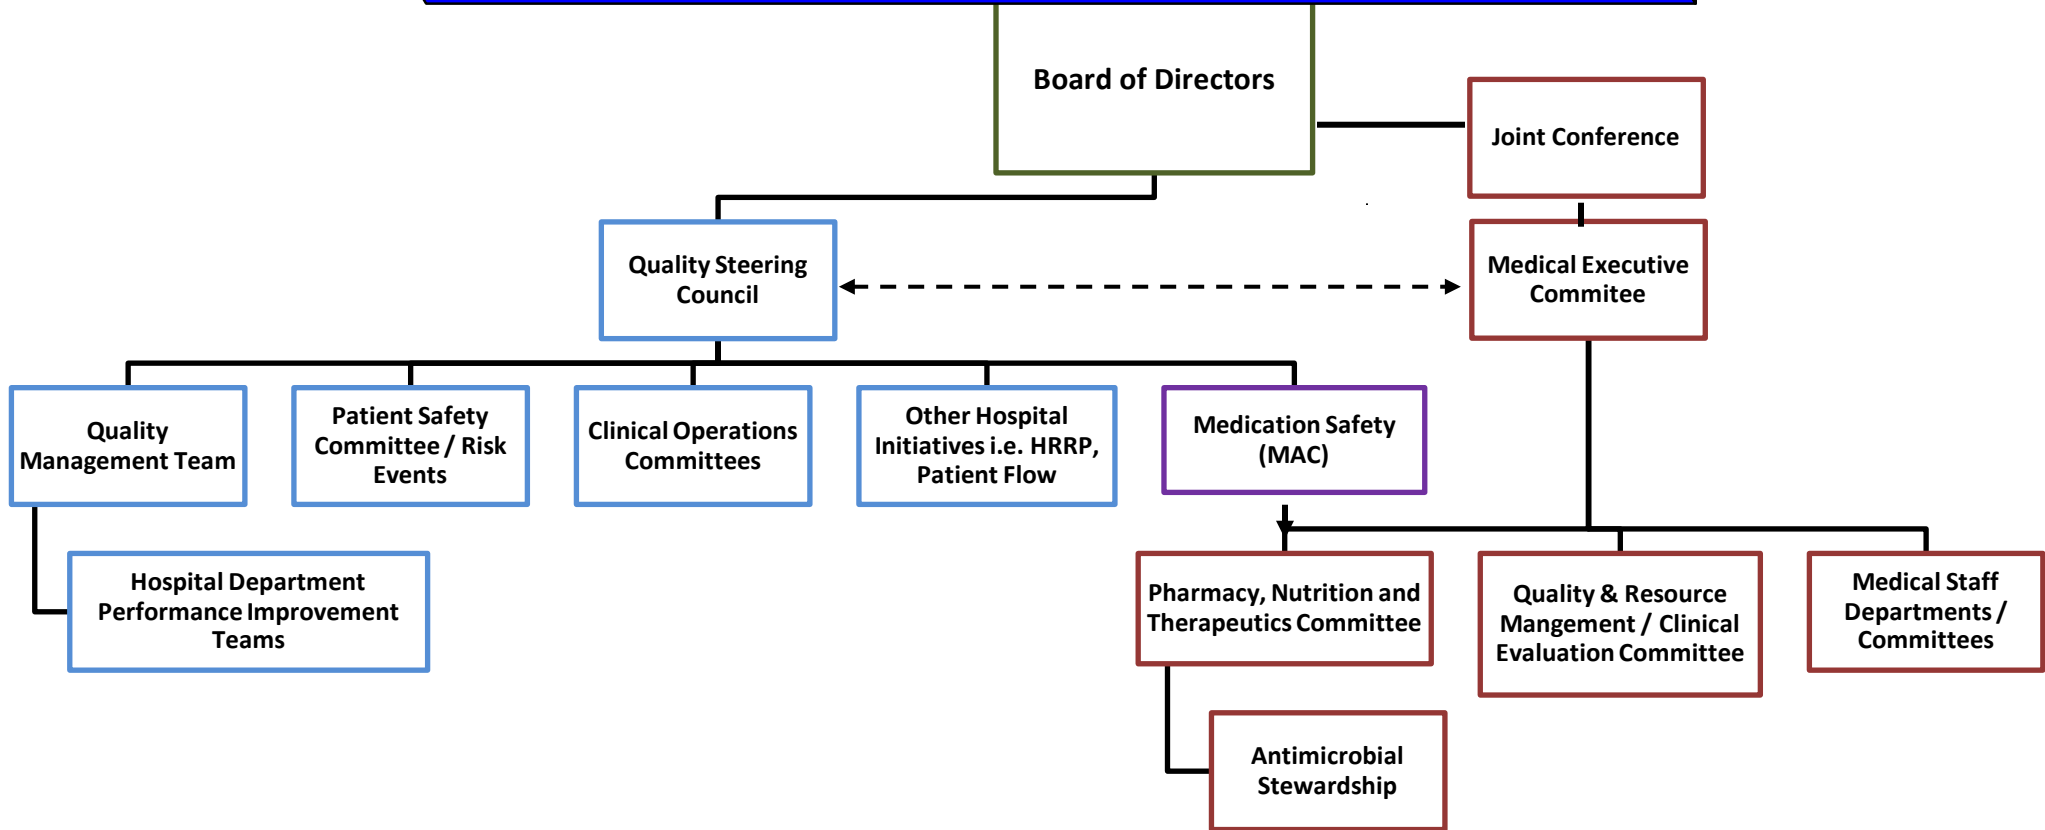 Board of Directors
Joint Conference
Quality Steering
Council
Medical Executive
Commitee
Quality
Management Team
Patient Safety
Committee / Risk
Events
Clinical Operations
Committees
Other Hospital
Initiatives i.e. HRRP,
Patient Flow
Medication Safety
(MAC)
Hospital Department
Performance Improvement
Teams
Pharmacy, Nutrition and
Therapeutics Committee
Quality & Resource
Mangement / Clinical
Evaluation Committee
Medical Staff
Departments /
Committees
Antimicrobial
Stewardship